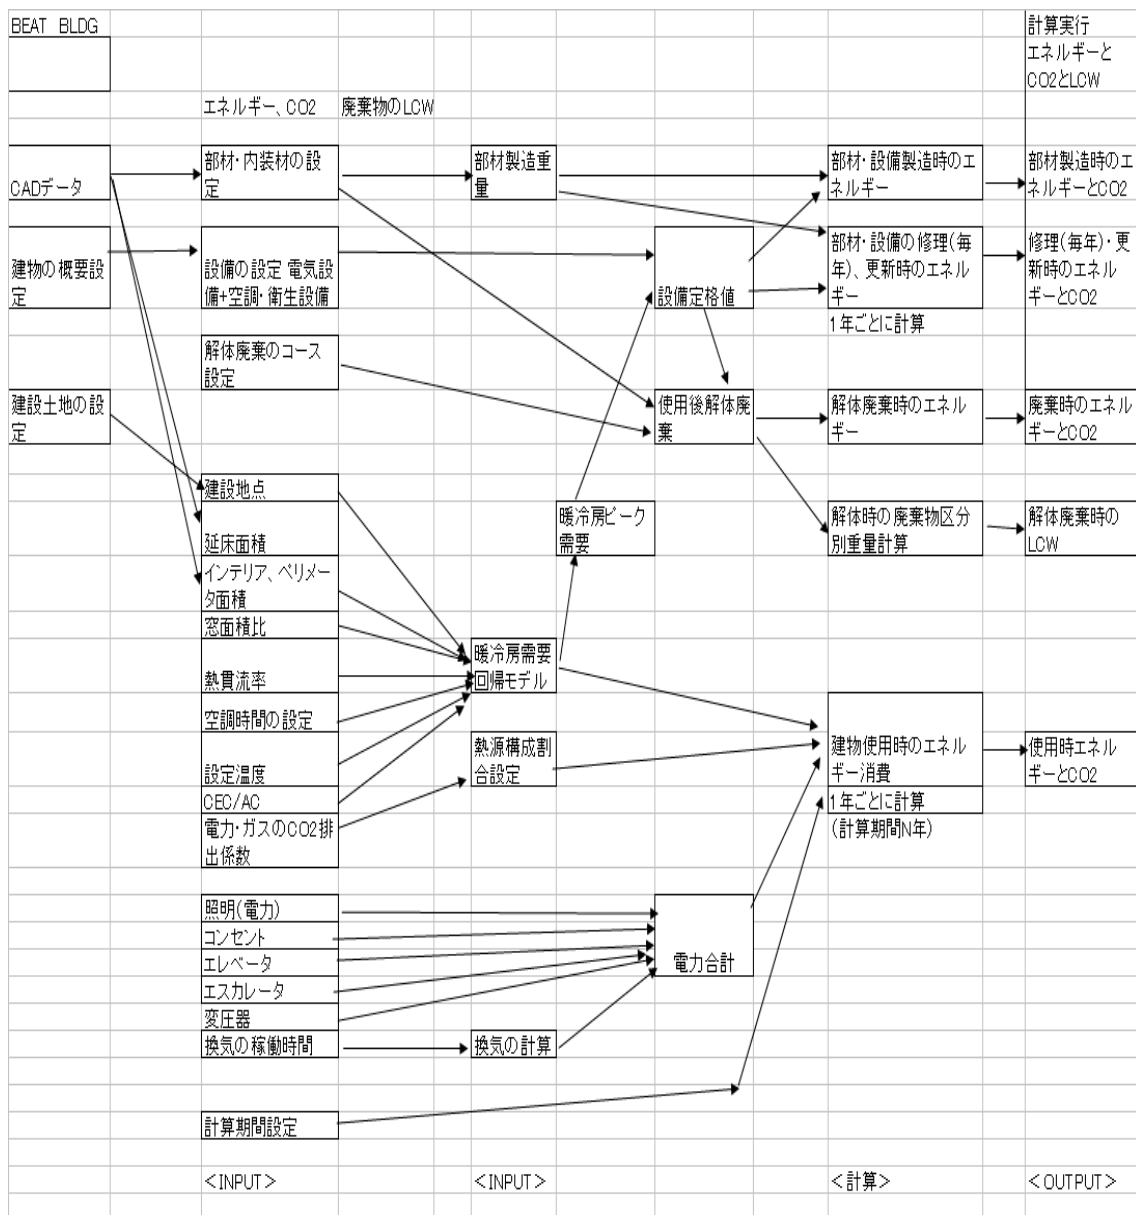 BEAT BLDG
計算実行
エネルギーと
CO2とLCW
エネルギー、CO2
廃棄物のLCW
CADデータ
部材・内装材の設
定
部材製造重
量
部材・設備製造時のエ
ネルギー
部材製造時のエ
ネルギーとCO2
建物の概要設
定
設備の設定 電気設
備+空調・衛生設備
設備定格値
部材・設備の修理(毎
年)、更新時のエネル
ギー
1年ごとに計算
修理(毎年)・更
新時のエネル
ギーとCO2
解体廃棄のコース
設定
建設土地の設
定
使用後解体廃
棄
解体廃棄時のエネル
ギー
廃棄時のエネル
ギーとCO2
建設地点
延床面積
暖冷房ピーク
需要
解体時の廃棄物区分
別重量計算
解体廃棄時の
LCW
インテリア、ペリメー
タ面積
窓面積比
熱貫流率
暖冷房需要
回帰モデル
空調時間の設定
設定温度
熱源構成割
合設定
建物使用時のエネル
ギー消費
1年ごとに計算
(計算期間N年)
使用時エネル
ギーとCO2
CEC/AC
電力・ガスのCO2排
出係数
照明(電力)
コンセント
エレベータ
エスカレータ
変圧器
換気の稼働時間
電力合計
換気の計算
計算期間設定
<INPUT>
<INPUT>
<計算>
<OUTPUT>